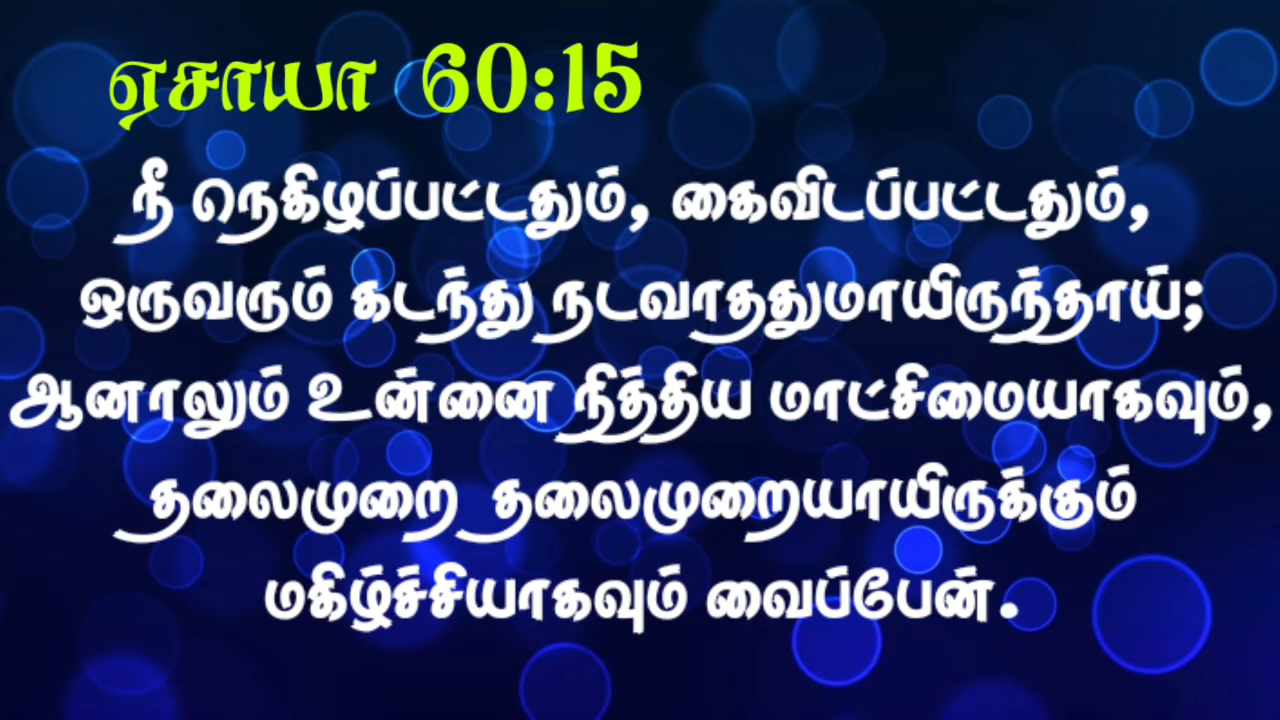 ஏசாயா 60:15
நீ நெகிழப்பட்டதும், கைவிடப்பட்டதும்,
ஒருவரும் கடந்து நடவாததுமாயிருந்தாய்;
ஆனாலும் உன்னை நித்திய மாட்சிமையாகவும்,
தலைமுறை தலைமுறையாயிருக்கும்
மகிழ்ச்சியாகவும் வைப்பேன்.